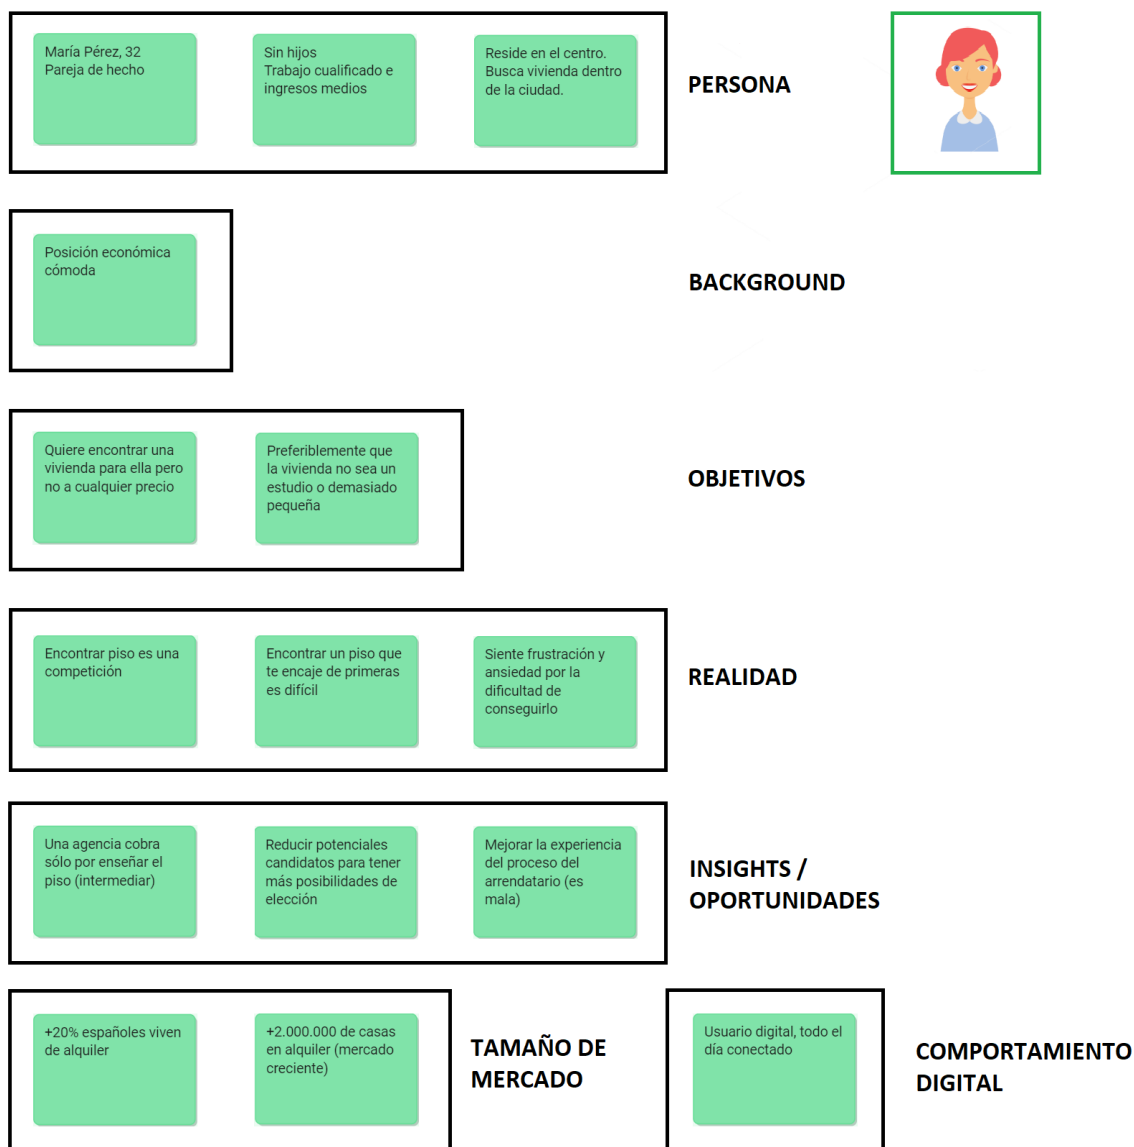 María Pérez, 32
Pareja de hecho
Sin hijos
Trabajo cualificado e
ingresos medios
Reside en el centro.
Busca vivienda dentro
de la ciudad.
PERSONA
Posición económica
cómoda
BACKGROUND
Quiere encontrar una
vivienda para ella pero
no a cualquier precio
Preferiblemente que
la vivienda no sea un
estudio o demasiado
pequeña
OBJETIVOS
Encontrar piso es una
competición
Encontrar un piso que
te encaje de primeras
es difícil
Siente frustración y
ansiedad por la
dificultad de
conseguirlo
REALIDAD
Una agencia cobra
sólo por enseñar el
piso (intermediar)
Reducir potenciales
candidatos para tener
más posibilidades de
elección
Mejorar la experiencia
del proceso del
arrendatario (es
mala)
INSIGHTS /
OPORTUNIDADES
+20% españoles viven
de alquiler
+2.000.000 de casas
en alquiler (mercado
creciente)
TAMAÑO DE
MERCADO
Usuario digital, todo el
día conectado
COMPORTAMIENTO
DIGITAL